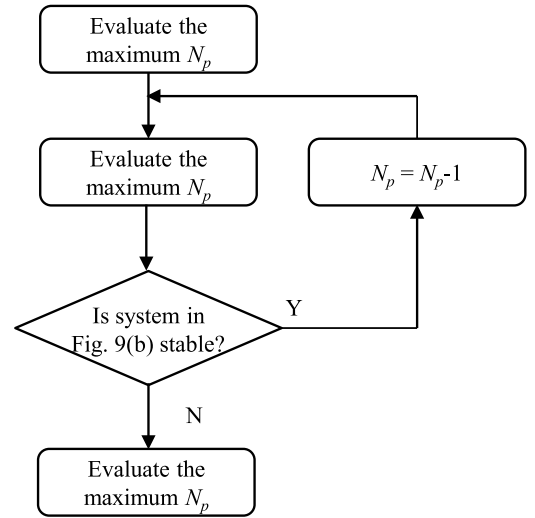 Evaluate the
maximum Nₚ
Evaluate the
maximum Nₚ
Nₚ = Nₚ-1
Is system in
Fig. 9(b) stable?
Y
N
Evaluate the
maximum Nₚ